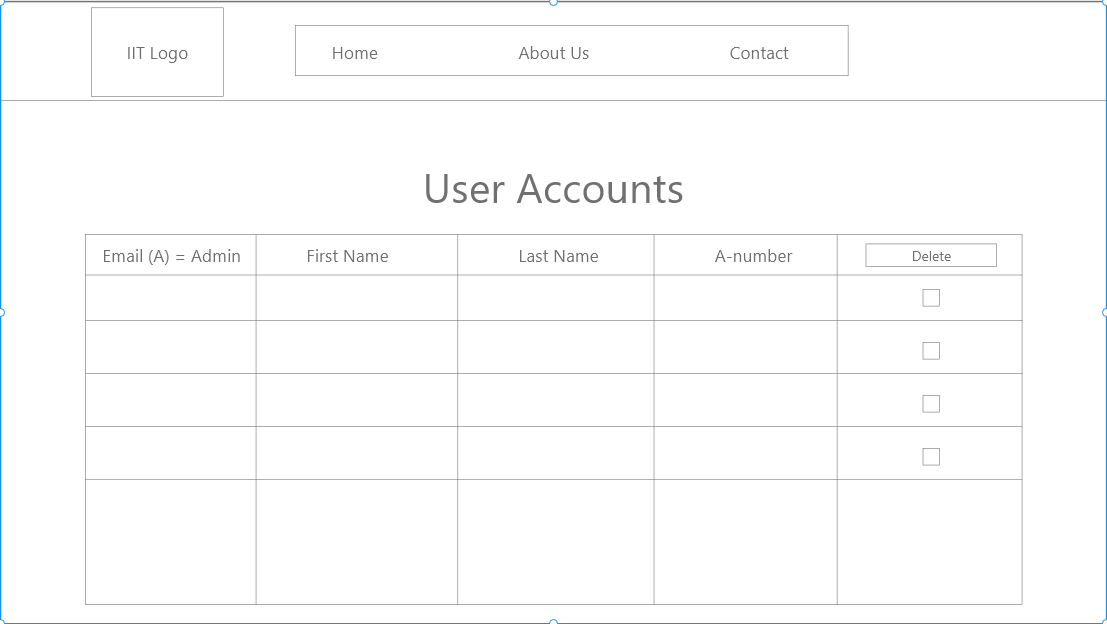 IIT Logo
Home About Us Contact
User Accounts
Email (A) = Admin First Name Last Name A-number Delete